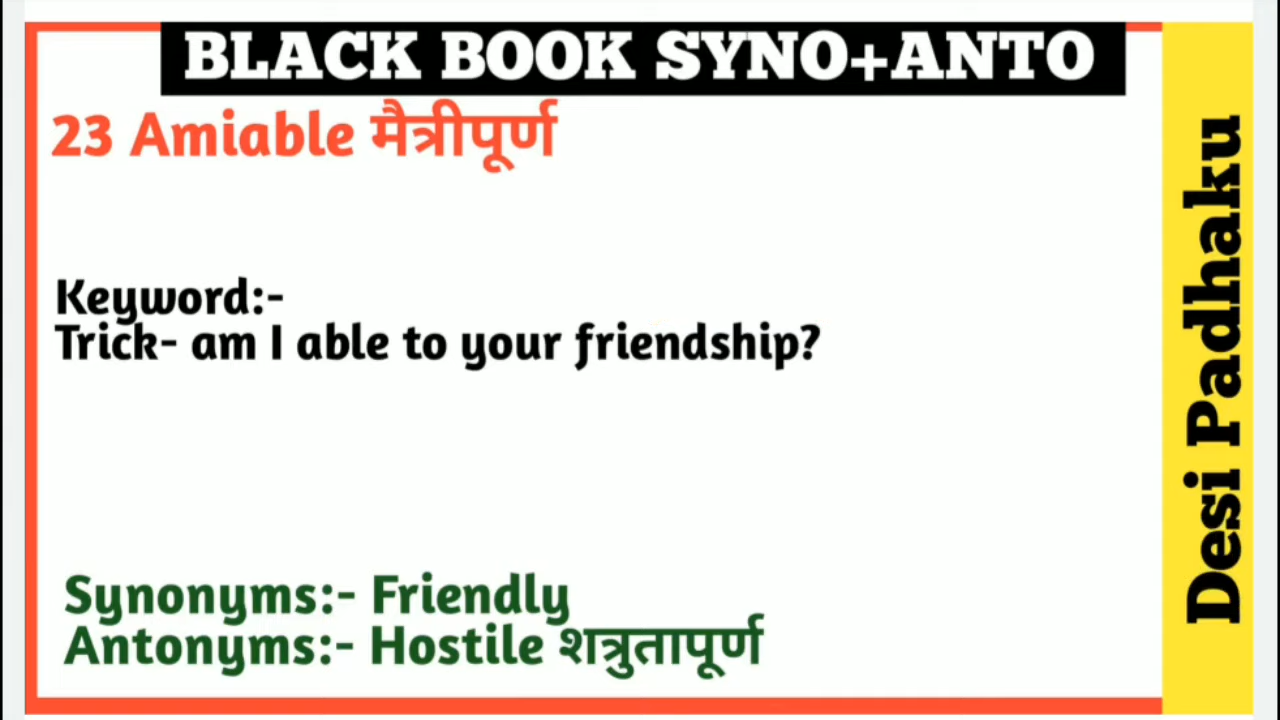 BLACK BOOK SYNO+ANTO
23 Amiable मैत्रीपूर्ण
Keyword:-
Trick- am I able to your friendship?
Synonyms:- Friendly
Antonyms:- Hostile शत्रुतापूर्ण
Desi Padhaku